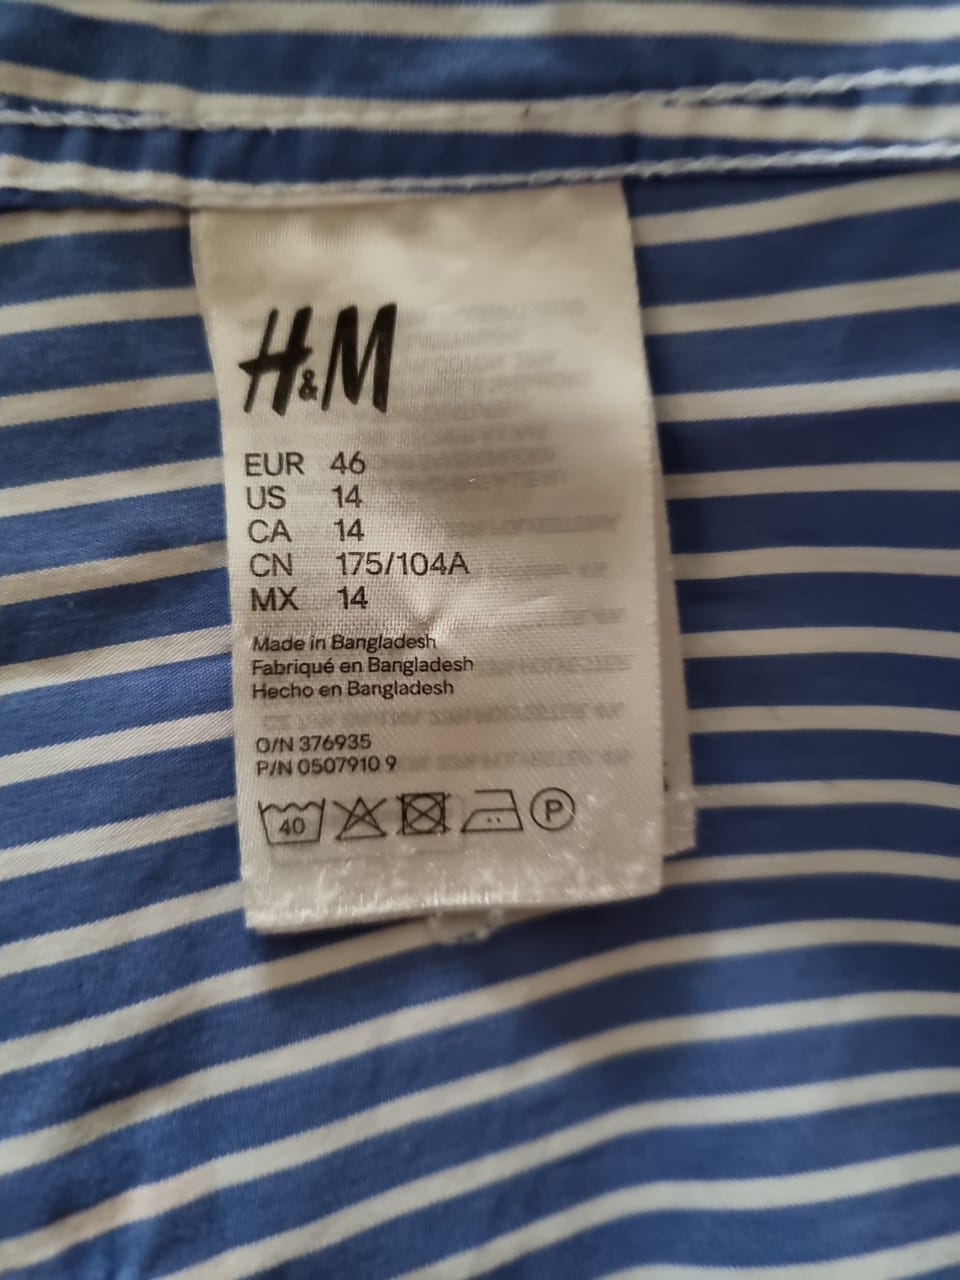 H&M
EUR 46
US 14
CA 14
CN 175/104A
MX 14
Made in Bangladesh
Fabriqué en Bangladesh
Hecho en Bangladesh
O/N 376935
P/N 0507910 9
40
P